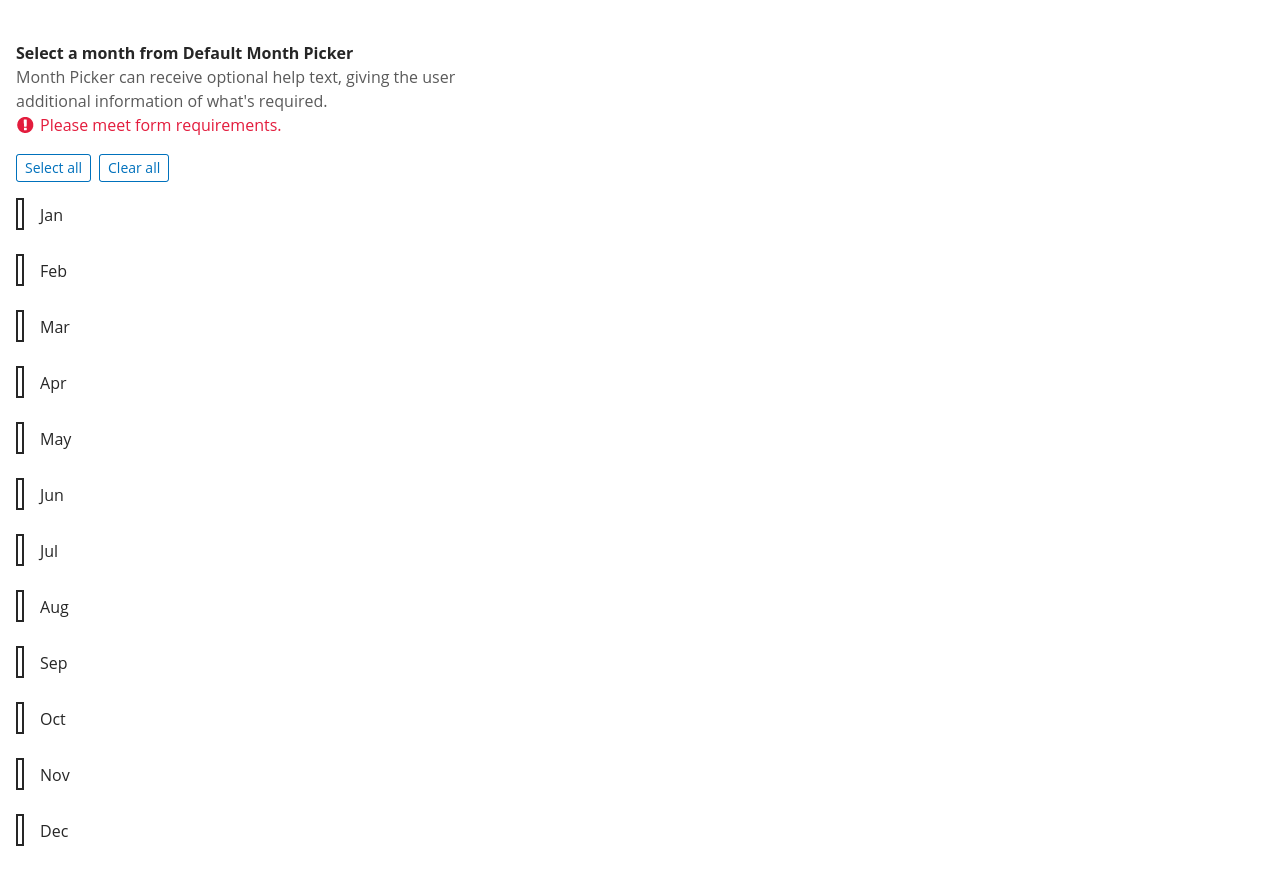 Select a month from Default Month Picker
Month Picker can receive optional help text, giving the user
additional information of what's required.
Please meet form requirements.
Select all
Clear all
Jan
Feb
Mar
Apr
May
Jun
Jul
Aug
Sep
Oct
Nov
Dec